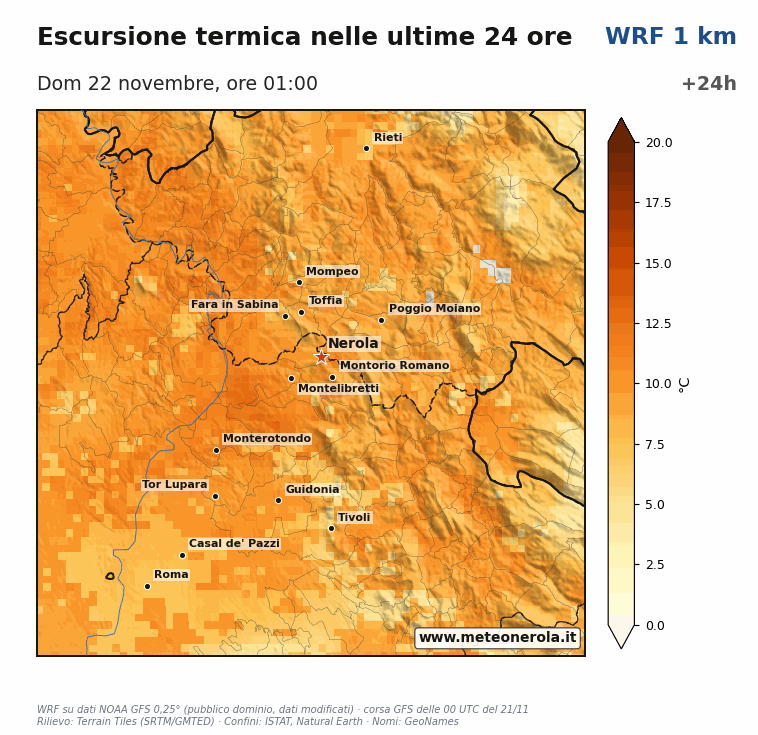 Escursione termica nelle ultime 24 ore
WRF 1 km
Dom 22 novembre, ore 01:00
+24h
Rieti
Mompeo
Fara in Sabina
Toffia
Poggio Moiano
Nerola
Montorio Romano
Montelibretti
Monterotondo
Tor Lupara
Guidonia
Tivoli
Casal de' Pazzi
Roma
www.meteonerola.it
20.0
17.5
15.0
12.5
10.0
7.5
5.0
2.5
0.0
°C
WRF su dati NOAA GFS 0,25° (pubblico dominio, dati modificati) · corsa GFS delle 00 UTC del 21/11
Rilievo: Terrain Tiles (SRTM/GMTED) · Confini: ISTAT, Natural Earth · Nomi: GeoNames